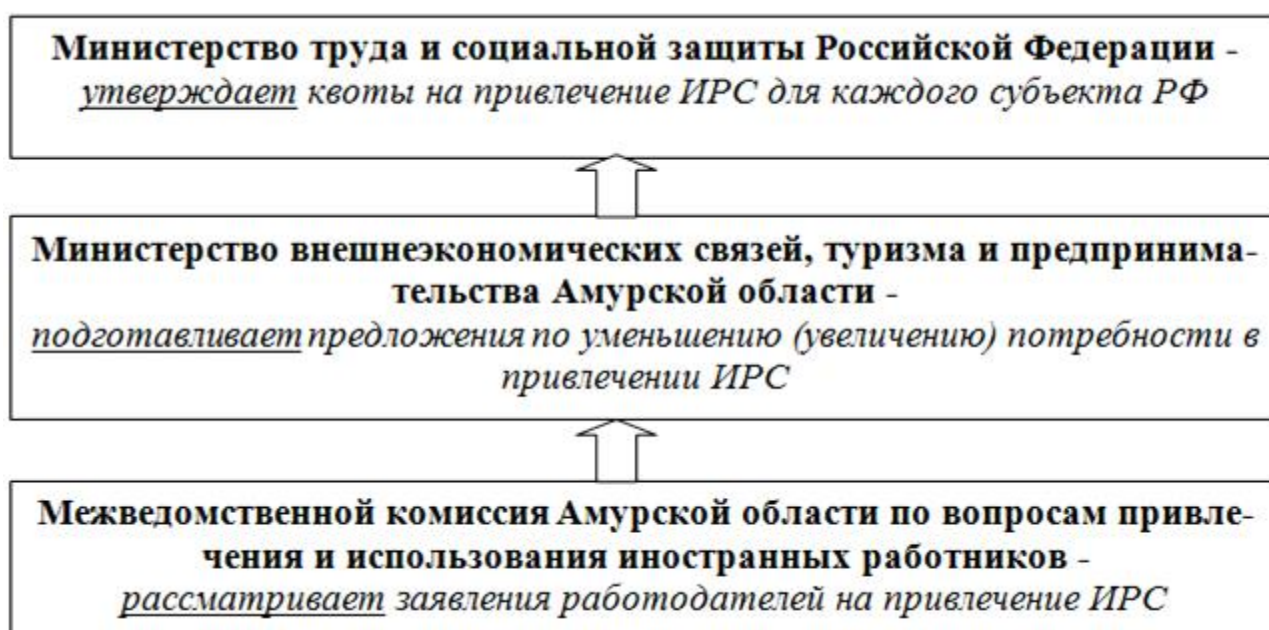 Министерство труда и социальной защиты Российской Федерации -
утверждает квоты на привлечение ИРС для каждого субъекта РФ
Министерство внешнеэкономических связей, туризма и предпринима-
тельства Амурской области -
подготавливает предложения по уменьшению (увеличению) потребности в
привлечении ИРС
Межведомственной комиссия Амурской области по вопросам привле-
чения и использования иностранных работников -
рассматривает заявления работодателей на привлечение ИРС